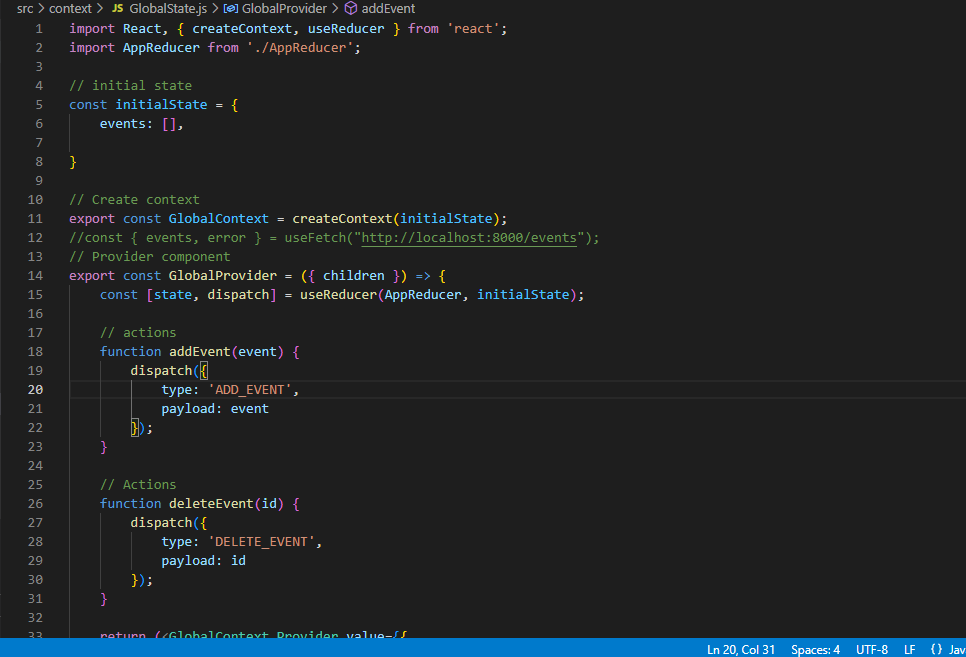 src > context > JS GlobalState.js > GlobalProvider > addEvent
1 import React, { createContext, useReducer } from 'react';
2 import AppReducer from './AppReducer';
3
4 // initial state
5 const initialState = {
6     events: [],
7
8 }
9
10 // Create context
11 export const GlobalContext = createContext(initialState);
12 //const { events, error } = useFetch("http://localhost:8000/events");
13 // Provider component
14 export const GlobalProvider = ({ children }) => {
15     const [state, dispatch] = useReducer(AppReducer, initialState);
16
17     // actions
18     function addEvent(event) {
19         dispatch({
20             type: 'ADD_EVENT',
21             payload: event
22         });
23     }
24
25     // Actions
26     function deleteEvent(id) {
27         dispatch({
28             type: 'DELETE_EVENT',
29             payload: id
30         });
31     }
32
33     return (<GlobalContext.Provider value={{
Ln 20, Col 31 Spaces: 4 UTF-8 LF {} Jav